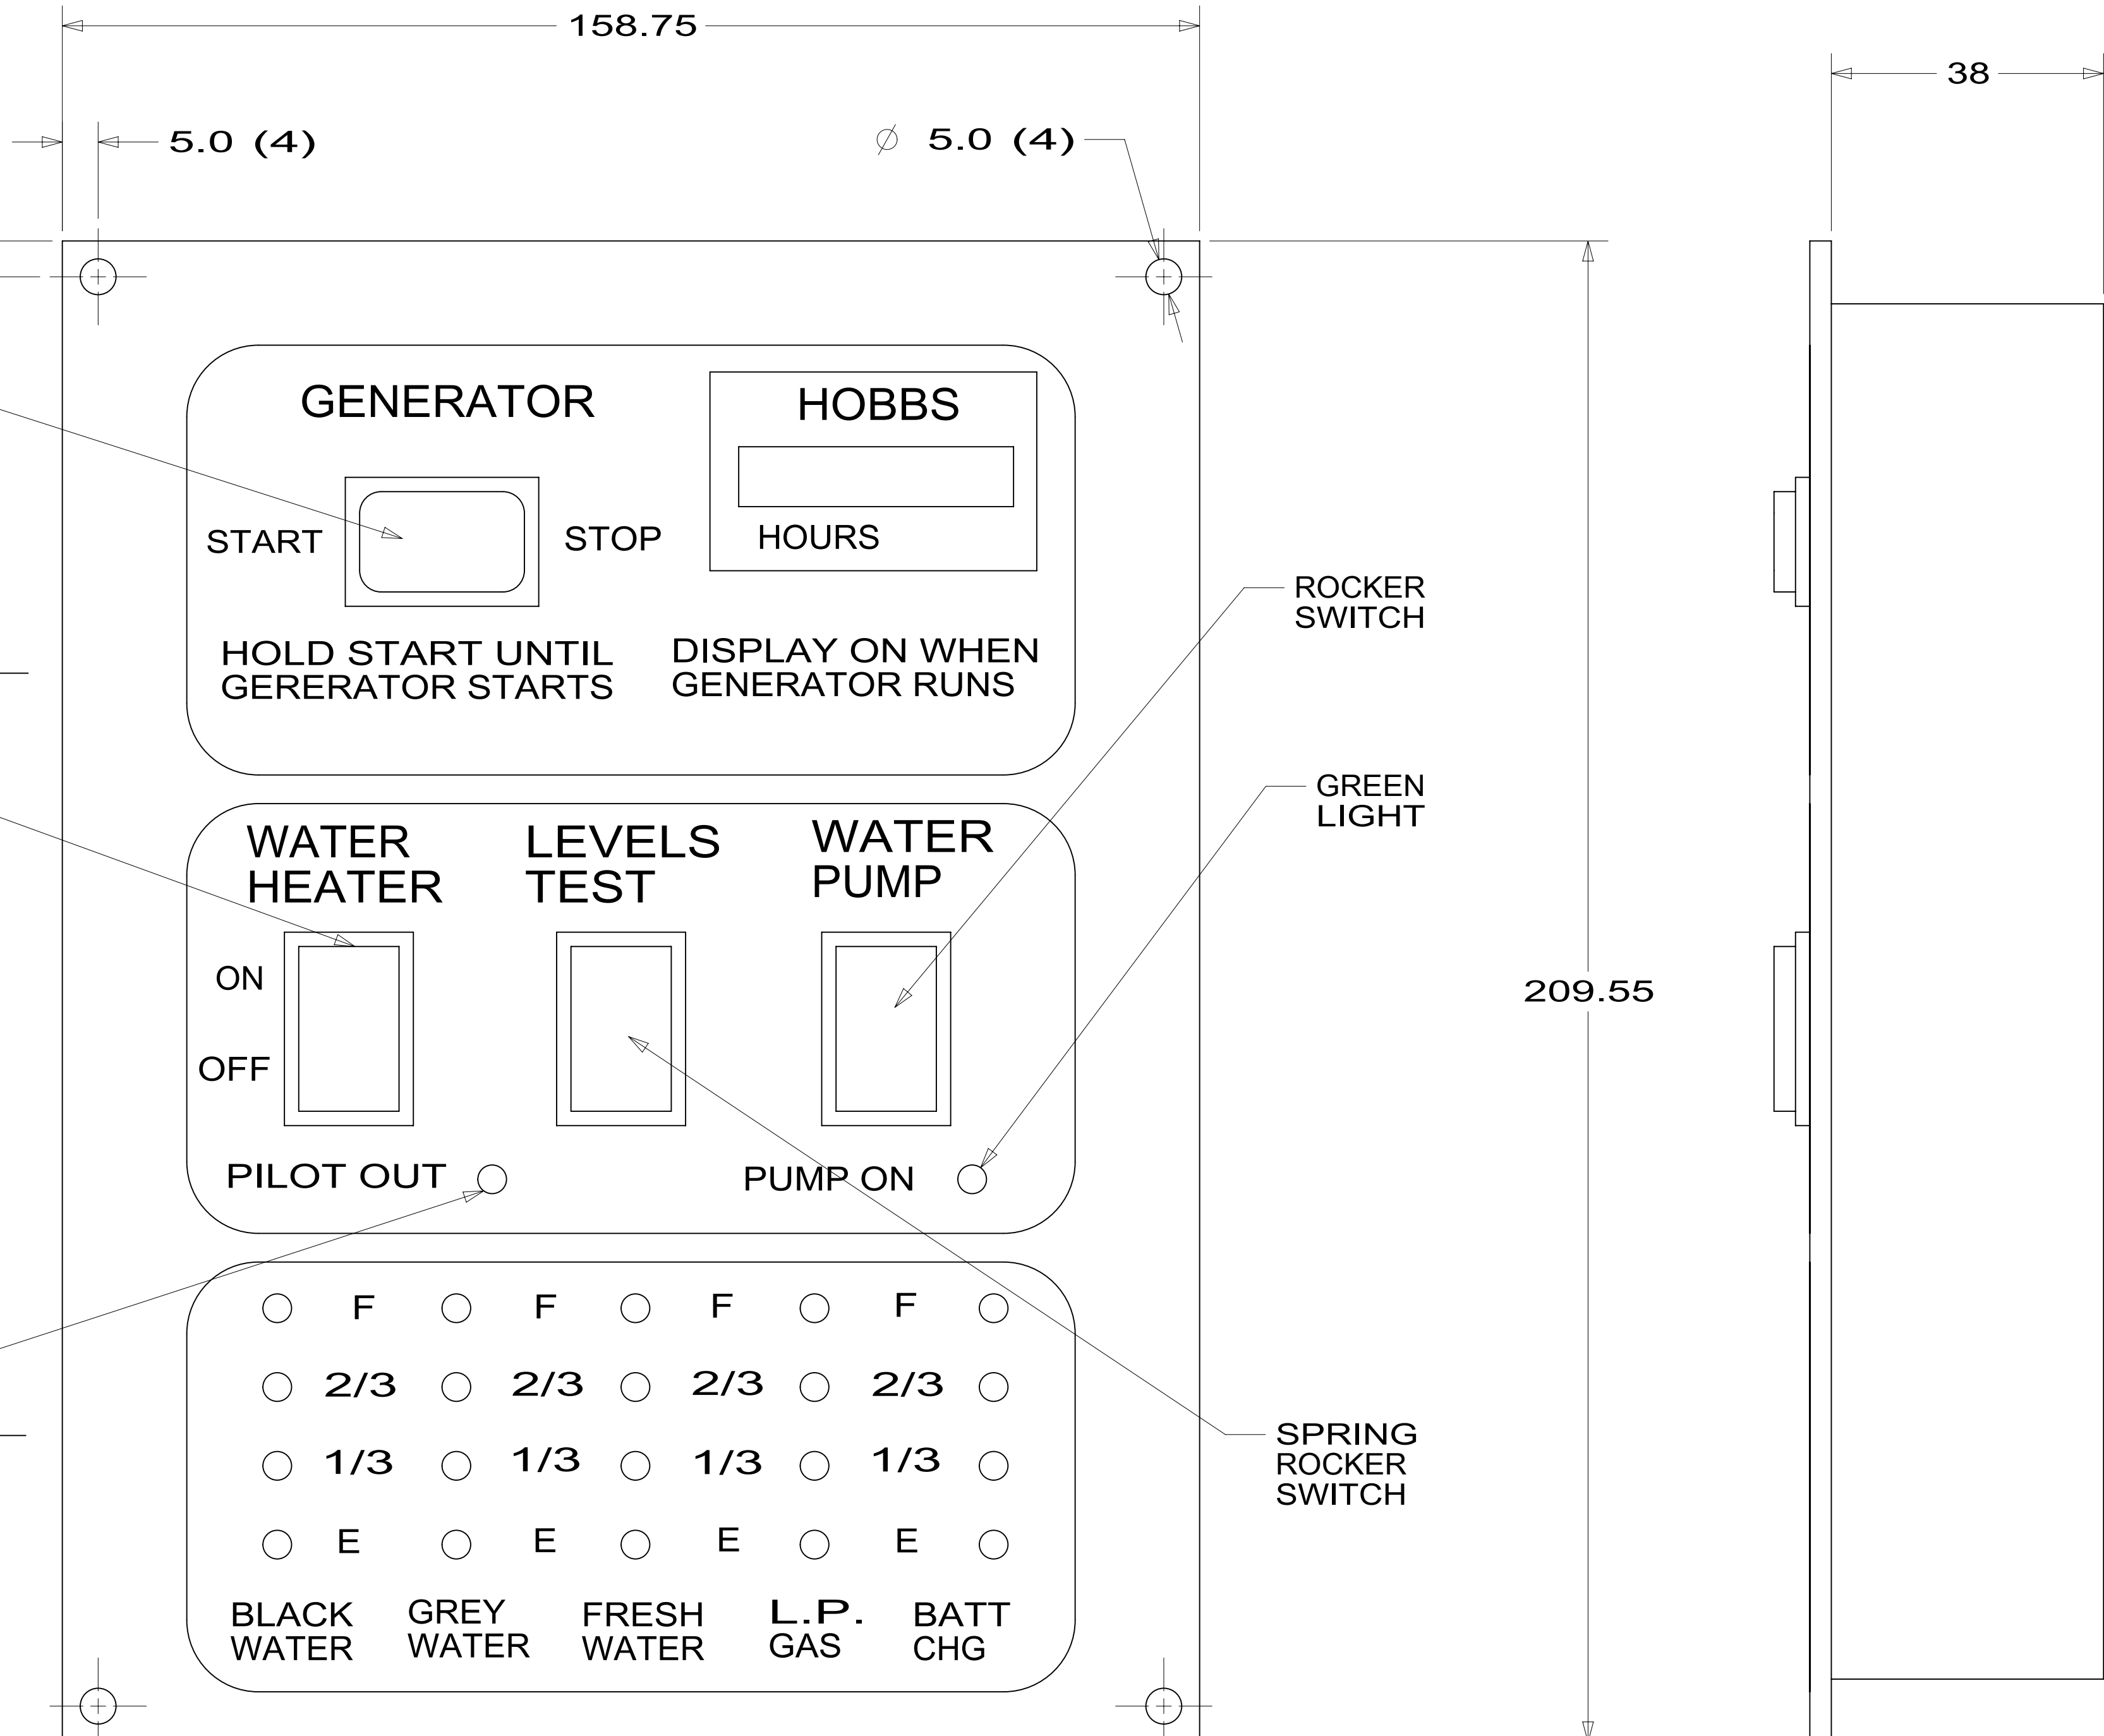 158.75
38
5.0 (4)
∅ 5.0 (4)
GENERATOR
HOBBS
START
STOP
HOURS
HOLD START UNTIL
GERERATOR STARTS
DISPLAY ON WHEN
GENERATOR RUNS
ROCKER
SWITCH
GREEN
LIGHT
WATER
HEATER
LEVELS
TEST
WATER
PUMP
ON
OFF
209.55
PILOT OUT
PUMP ON
F F F F
2/3 2/3 2/3 2/3
1/3 1/3 1/3 1/3
E E E E
SPRING
ROCKER
SWITCH
BLACK
WATER
GREY
WATER
FRESH
WATER
L.P.
GAS
BATT
CHG